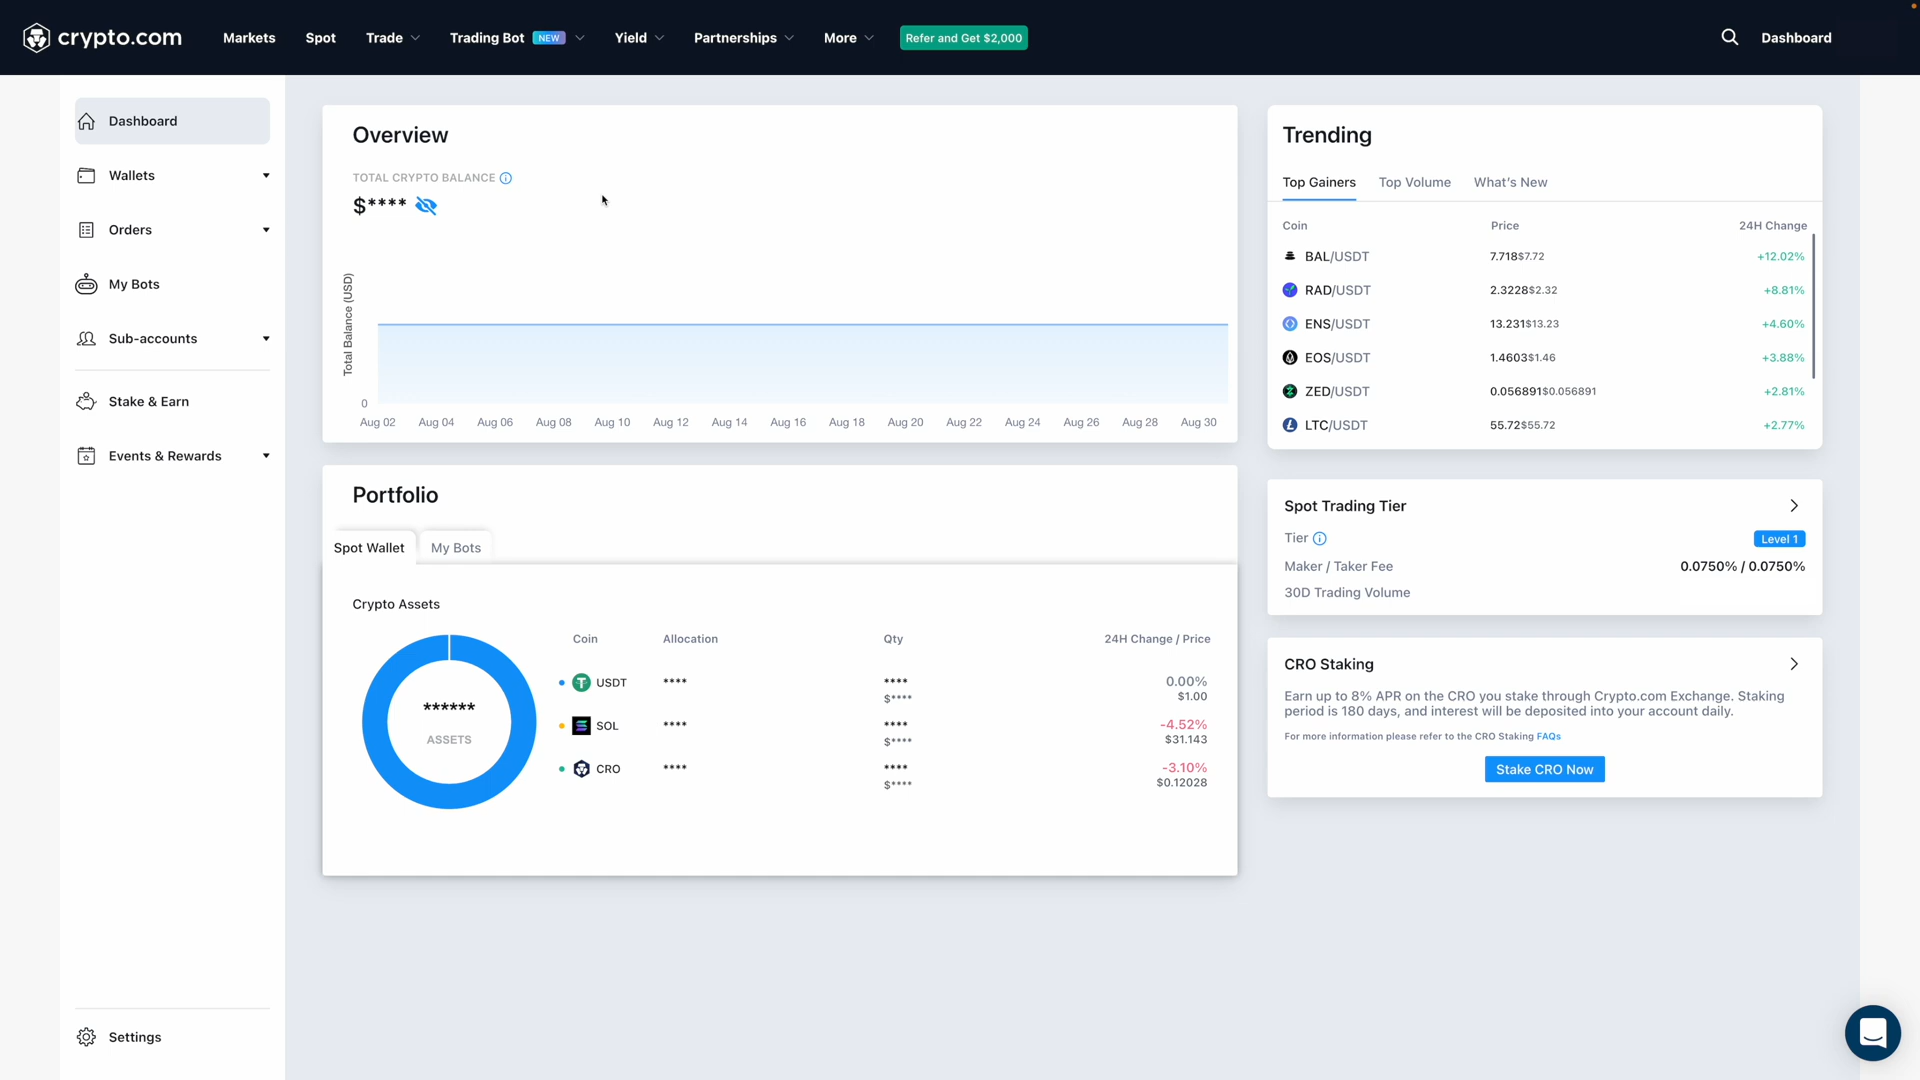 crypto.com
Markets
Spot
Trade
Trading Bot NEW
Yield
Partnerships
More
Refer and Get $2,000
Dashboard
Dashboard
Wallets
Orders
My Bots
Sub-accounts
Stake & Earn
Events & Rewards
Settings
Overview
TOTAL CRYPTO BALANCE
$****
Total Balance (USD)
0
Aug 02 Aug 04 Aug 06 Aug 08 Aug 10 Aug 12 Aug 14 Aug 16 Aug 18 Aug 20 Aug 22 Aug 24 Aug 26 Aug 28 Aug 30
Portfolio
Spot Wallet My Bots
Crypto Assets
******
ASSETS
Coin Allocation Qty 24H Change / Price
USDT **** **** 0.00%
$**** $1.00
SOL **** **** -4.52%
$**** $31.143
CRO **** **** -3.10%
$**** $0.12028
Trending
Top Gainers Top Volume What's New
Coin Price 24H Change
BAL/USDT 7.718$7.72 +12.02%
RAD/USDT 2.3228$2.32 +8.81%
ENS/USDT 13.231$13.23 +4.60%
EOS/USDT 1.4603$1.46 +3.88%
ZED/USDT 0.056891$0.056891 +2.81%
LTC/USDT 55.72$55.72 +2.77%
Spot Trading Tier
Tier Level 1
Maker / Taker Fee 0.0750% / 0.0750%
30D Trading Volume
CRO Staking
Earn up to 8% APR on the CRO you stake through Crypto.com Exchange. Staking
period is 180 days, and interest will be deposited into your account daily.
For more information please refer to the CRO Staking FAQs
Stake CRO Now